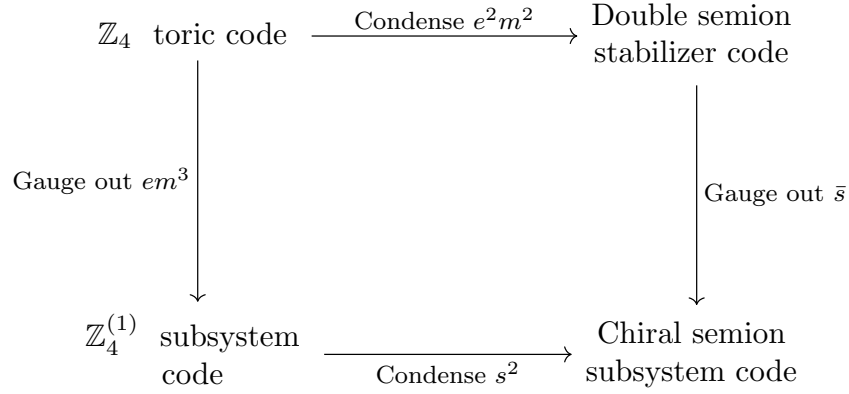 ℤ₄ toric code
Condense e²m²
Double semion
stabilizer code
Gauge out em³
Gauge out s̄
ℤ₄⁽¹⁾ subsystem
code
Condense s²
Chiral semion
subsystem code